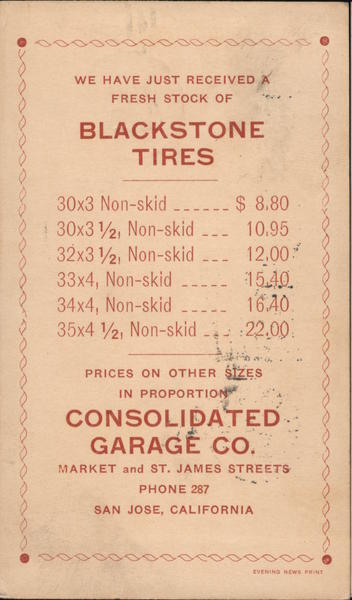 WE HAVE JUST RECEIVED A
FRESH STOCK OF
BLACKSTONE
TIRES
30x3 Non-skid ______ $ 8.80
30x3 ½, Non-skid ___ 10.95
32x3 ½, Non-skid ___ 12.00
33x4, Non-skid _____ 15.40
34x4, Non-skid _____ 16.40
35x4 ½, Non-skid ___ 22.00
PRICES ON OTHER SIZES
IN PROPORTION
CONSOLIDATED
GARAGE CO.
MARKET and ST. JAMES STREETS
PHONE 287
SAN JOSE, CALIFORNIA
EVENING NEWS PRINT